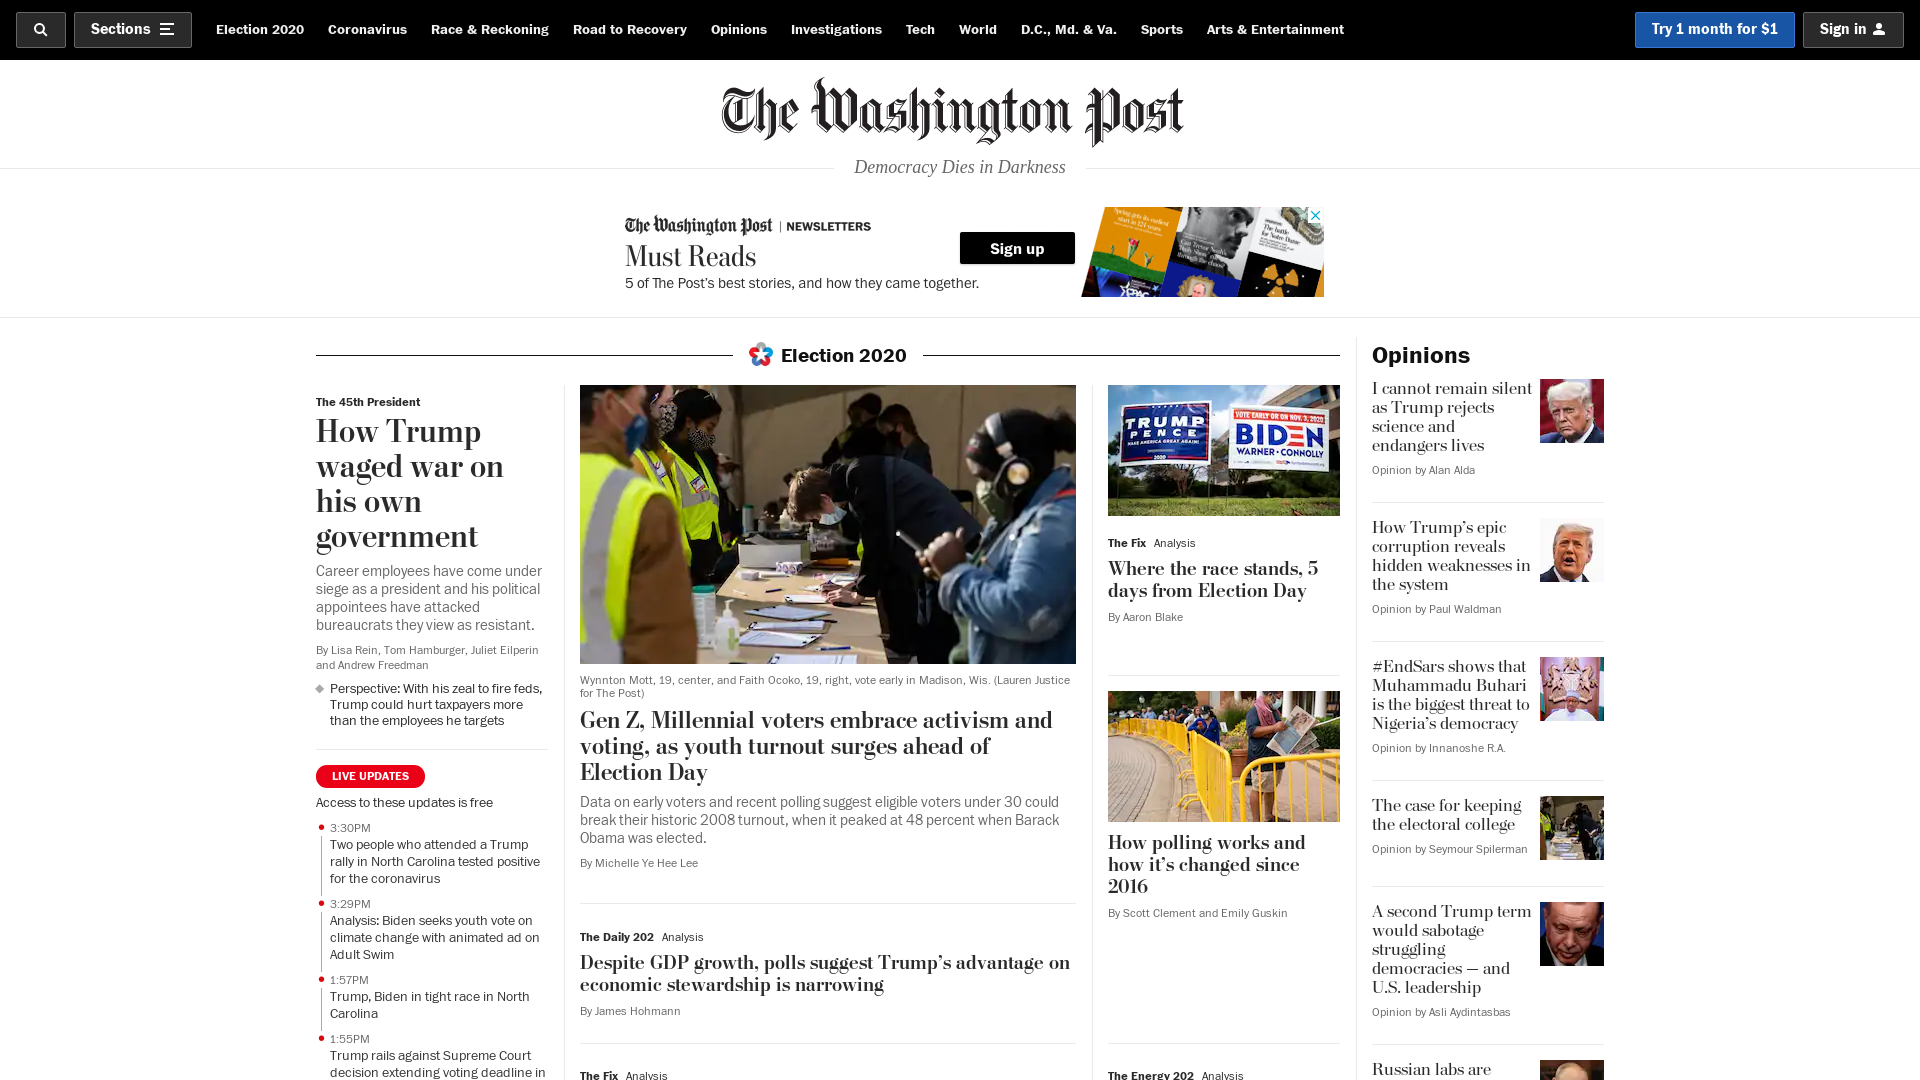 Sections
Election 2020
Coronavirus
Race & Reckoning
Road to Recovery
Opinions
Investigations
Tech
World
D.C., Md. & Va.
Sports
Arts & Entertainment
Try 1 month for $1
Sign in
The Washington Post
Democracy Dies in Darkness
The Washington Post | NEWSLETTERS
Must Reads
5 of The Post's best stories, and how they came together.
Sign up
Election 2020
The 45th President
How Trump
waged war on
his own
government
Career employees have come under
siege as a president and his political
appointees have attacked
bureaucrats they view as resistant.
By Lisa Rein, Tom Hamburger, Juliet Eilperin
and Andrew Freedman
Perspective: With his zeal to fire feds,
Trump could hurt taxpayers more
than the employees he targets
LIVE UPDATES
Access to these updates is free
3:30PM
Two people who attended a Trump
rally in North Carolina tested positive
for the coronavirus
3:29PM
Analysis: Biden seeks youth vote on
climate change with animated ad on
Adult Swim
1:57PM
Trump, Biden in tight race in North
Carolina
1:55PM
Trump rails against Supreme Court
decision extending voting deadline in
Wynnton Mott, 19, center, and Faith Ocoko, 19, right, vote early in Madison, Wis. (Lauren Justice
for The Post)
Gen Z, Millennial voters embrace activism and
voting, as youth turnout surges ahead of
Election Day
Data on early voters and recent polling suggest eligible voters under 30 could
break their historic 2008 turnout, when it peaked at 48 percent when Barack
Obama was elected.
By Michelle Ye Hee Lee
The Daily 202 Analysis
Despite GDP growth, polls suggest Trump's advantage on
economic stewardship is narrowing
By James Hohmann
The Fix Analysis
TRUMP
PENCE
MAKE AMERICA GREAT AGAIN!
2020
VOTE EARLY OR ON NOV. 3, 2020
BIDEN
WARNER • CONNOLLY
The Fix Analysis
Where the race stands, 5
days from Election Day
By Aaron Blake
How polling works and
how it's changed since
2016
By Scott Clement and Emily Guskin
The Energy 202 Analysis
Opinions
I cannot remain silent
as Trump rejects
science and
endangers lives
Opinion by Alan Alda
How Trump's epic
corruption reveals
hidden weaknesses in
the system
Opinion by Paul Waldman
#EndSars shows that
Muhammadu Buhari
is the biggest threat to
Nigeria's democracy
Opinion by Innanoshe R.A.
The case for keeping
the electoral college
Opinion by Seymour Spilerman
A second Trump term
would sabotage
struggling
democracies — and
U.S. leadership
Opinion by Asli Aydintasbas
Russian labs are